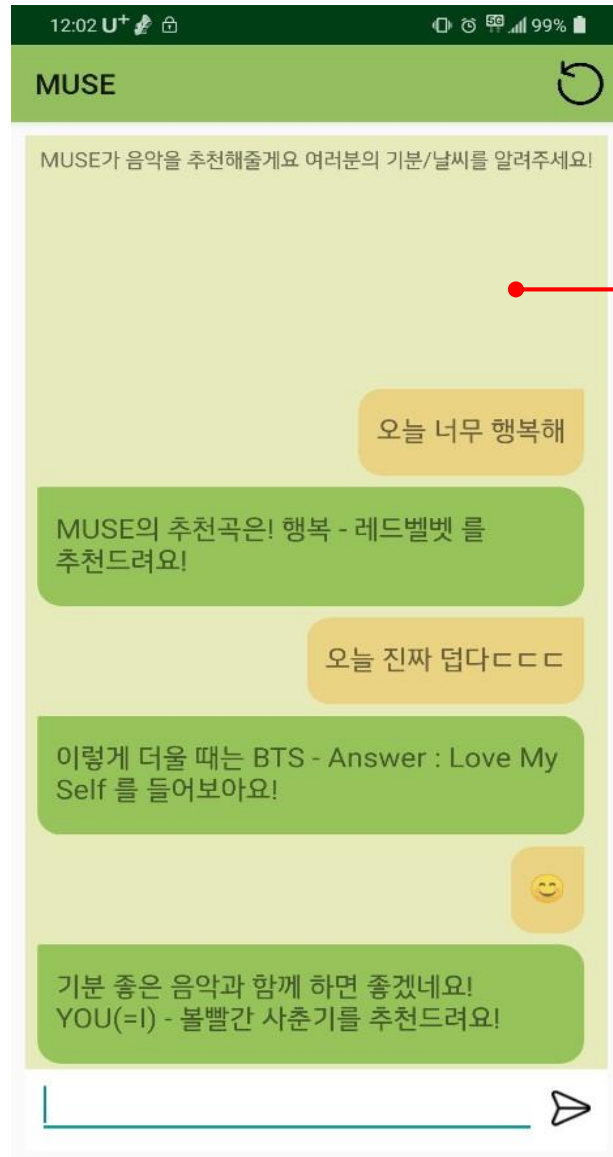 12:02 U+ 5G 99%
MUSE
MUSE가 음악을 추천해줄게요 여러분의 기분/날씨를 알려주세요!
오늘 너무 행복해
MUSE의 추천곡은! 행복 - 레드벨벳 를
추천드려요!
오늘 진짜 덥다ㄷㄷㄷ
이렇게 더울 때는 BTS - Answer : Love My
Self 를 들어보아요!
😊
기분 좋은 음악과 함께 하면 좋겠네요!
YOU(=I) - 볼빨간 사춘기를 추천드려요!